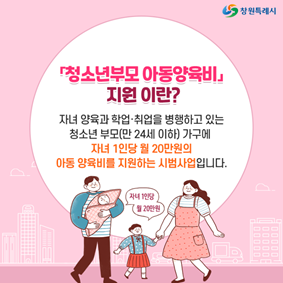 창원특례시
「청소년부모 아동양육비」
지원 이란?
자녀 양육과 학업·취업을 병행하고 있는
청소년 부모(만 24세 이하) 가구에
자녀 1인당 월 20만원의
아동 양육비를 지원하는 시범사업입니다.
자녀 1인당
월 20만원